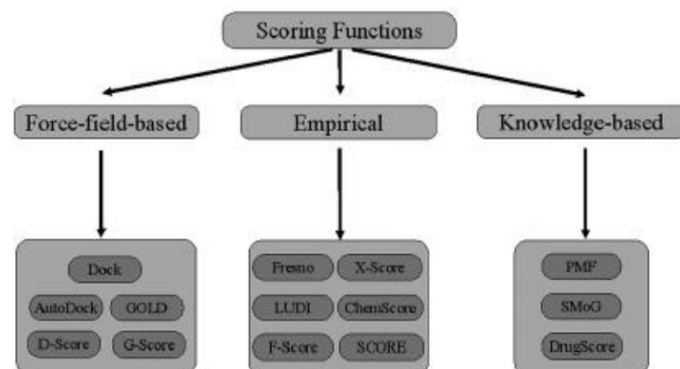 Scoring Functions
Force-field-based
Empirical
Knowledge-based
Dock
AutoDock
GOLD
D-Score
G-Score
Fresno
X-Score
LUDI
ChemScore
F-Score
SCORE
PMF
SMoG
DrugScore